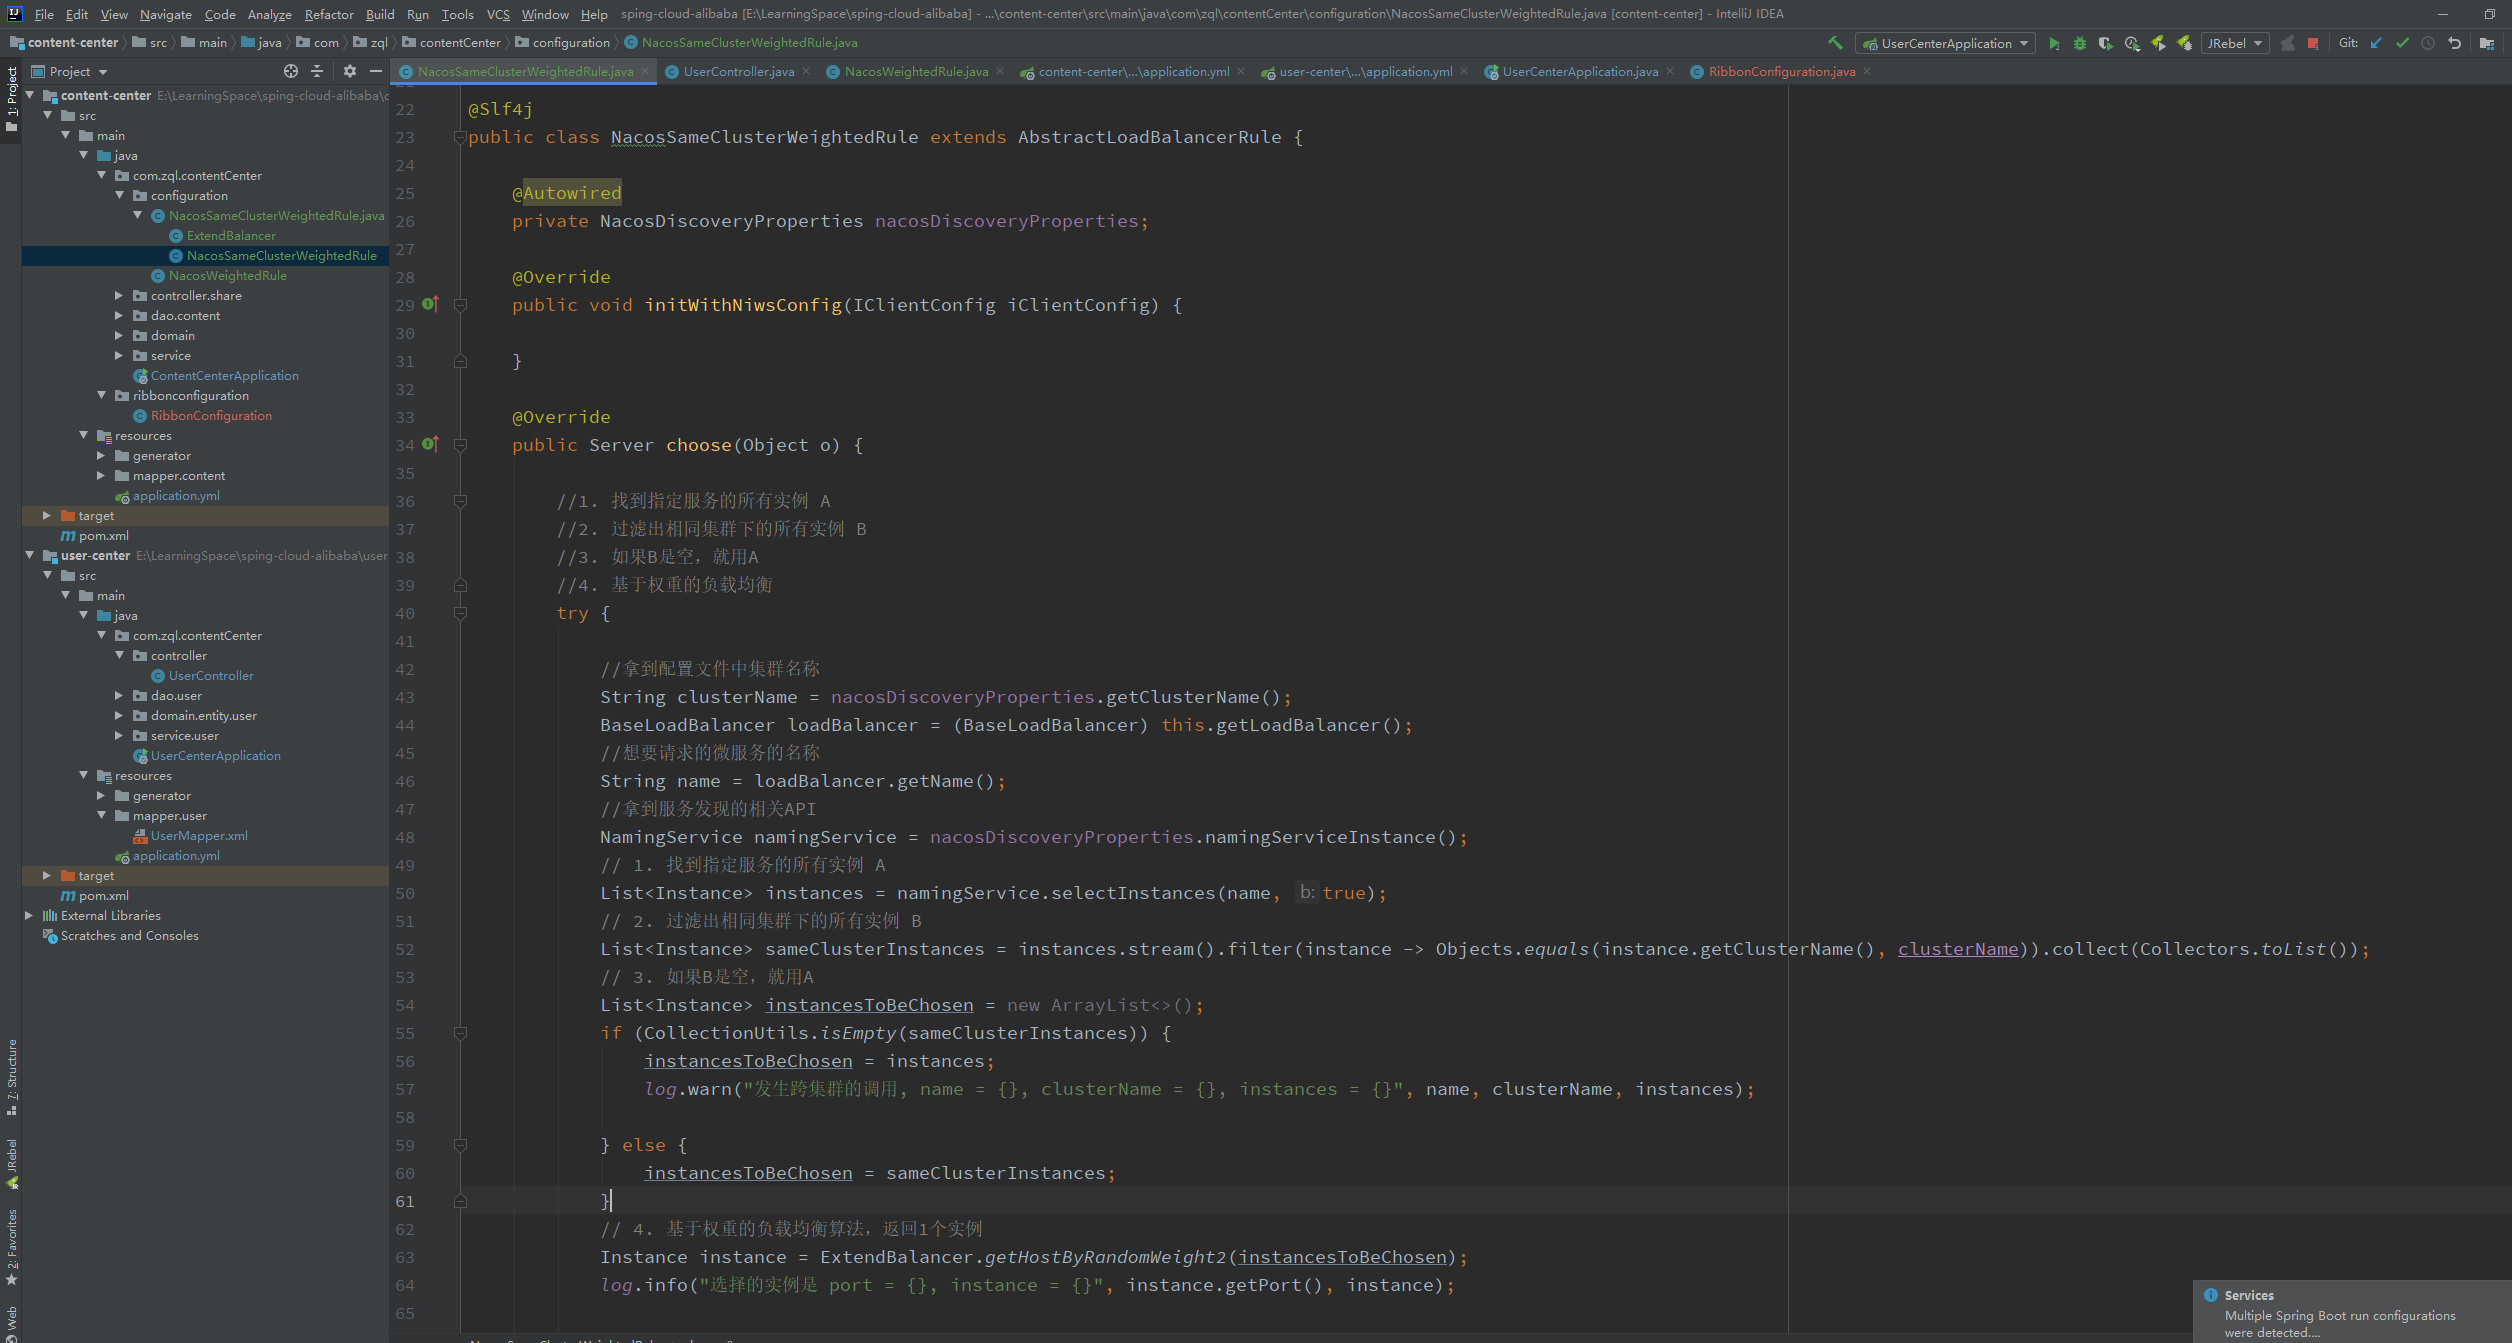 File Edit View Navigate Code Analyze Refactor Build Run Tools VCS Window Help sping-cloud-alibaba [E:\LearningSpace\sping-cloud-alibaba] - ...\content-center\src\main\java\com\zql\contentCenter\configuration\NacosSameClusterWeightedRule.java [content-center] - IntelliJ IDEA
content-center src main java com zql contentCenter configuration NacosSameClusterWeightedRule.java UserCenterApplication JRebel Git:
Project
NacosSameClusterWeightedRule.java UserController.java NacosWeightedRule.java content-center\...\application.yml user-center\...\application.yml UserCenterApplication.java RibbonConfiguration.java
1: Project
7: Structure
JRebel
2: Favorites
Web
content-center E:\LearningSpace\sping-cloud-alibaba\c
src
main
java
com.zql.contentCenter
configuration
NacosSameClusterWeightedRule.java
ExtendBalancer
NacosSameClusterWeightedRule
NacosWeightedRule
controller.share
dao.content
domain
service
ContentCenterApplication
ribbonconfiguration
RibbonConfiguration
resources
generator
mapper.content
application.yml
target
pom.xml
user-center E:\LearningSpace\sping-cloud-alibaba\user
src
main
java
com.zql.contentCenter
controller
UserController
dao.user
domain.entity.user
service.user
UserCenterApplication
resources
generator
mapper.user
UserMapper.xml
application.yml
target
pom.xml
External Libraries
Scratches and Consoles
22 @Slf4j
23 public class NacosSameClusterWeightedRule extends AbstractLoadBalancerRule {
24
25 @Autowired
26 private NacosDiscoveryProperties nacosDiscoveryProperties;
27
28 @Override
29 public void initWithNiwsConfig(IClientConfig iClientConfig) {
30
31 }
32
33 @Override
34 public Server choose(Object o) {
35
36 //1. 找到指定服务的所有实例 A
37 //2. 过滤出相同集群下的所有实例 B
38 //3. 如果B是空，就用A
39 //4. 基于权重的负载均衡
40 try {
41
42 //拿到配置文件中集群名称
43 String clusterName = nacosDiscoveryProperties.getClusterName();
44 BaseLoadBalancer loadBalancer = (BaseLoadBalancer) this.getLoadBalancer();
45 //想要请求的微服务的名称
46 String name = loadBalancer.getName();
47 //拿到服务发现的相关API
48 NamingService namingService = nacosDiscoveryProperties.namingServiceInstance();
49 // 1. 找到指定服务的所有实例 A
50 List<Instance> instances = namingService.selectInstances(name, b: true);
51 // 2. 过滤出相同集群下的所有实例 B
52 List<Instance> sameClusterInstances = instances.stream().filter(instance -> Objects.equals(instance.getClusterName(), clusterName)).collect(Collectors.toList());
53 // 3. 如果B是空，就用A
54 List<Instance> instancesToBeChosen = new ArrayList<>();
55 if (CollectionUtils.isEmpty(sameClusterInstances)) {
56 instancesToBeChosen = instances;
57 log.warn("发生跨集群的调用, name = {}, clusterName = {}, instances = {}", name, clusterName, instances);
58
59 } else {
60 instancesToBeChosen = sameClusterInstances;
61 }
62 // 4. 基于权重的负载均衡算法，返回1个实例
63 Instance instance = ExtendBalancer.getHostByRandomWeight2(instancesToBeChosen);
64 log.info("选择的实例是 port = {}, instance = {}", instance.getPort(), instance);
65
Services
Multiple Spring Boot run configurations
were detected....